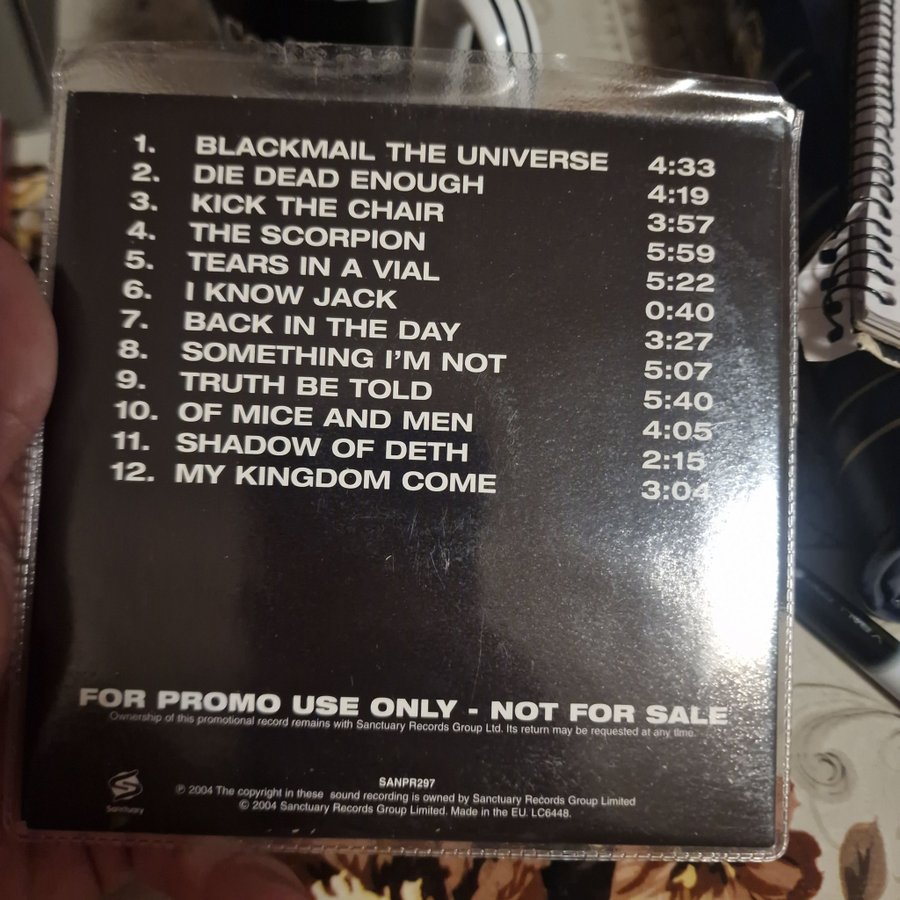 1. BLACKMAIL THE UNIVERSE 4:33
2. DIE DEAD ENOUGH 4:19
3. KICK THE CHAIR 3:57
4. THE SCORPION 5:59
5. TEARS IN A VIAL 5:22
6. I KNOW JACK 0:40
7. BACK IN THE DAY 3:27
8. SOMETHING I'M NOT 5:07
9. TRUTH BE TOLD 5:40
10. OF MICE AND MEN 4:05
11. SHADOW OF DETH 2:15
12. MY KINGDOM COME 3:04
FOR PROMO USE ONLY - NOT FOR SALE
Ownership of this promotional record remains with Sanctuary Records Group Ltd. Its return may be requested at any time.
SANPR297
Sanctuary
℗ 2004 The copyright in these sound recording is owned by Sanctuary Records Group Limited
© 2004 Sanctuary Records Group Limited. Made in the EU. LC6448.